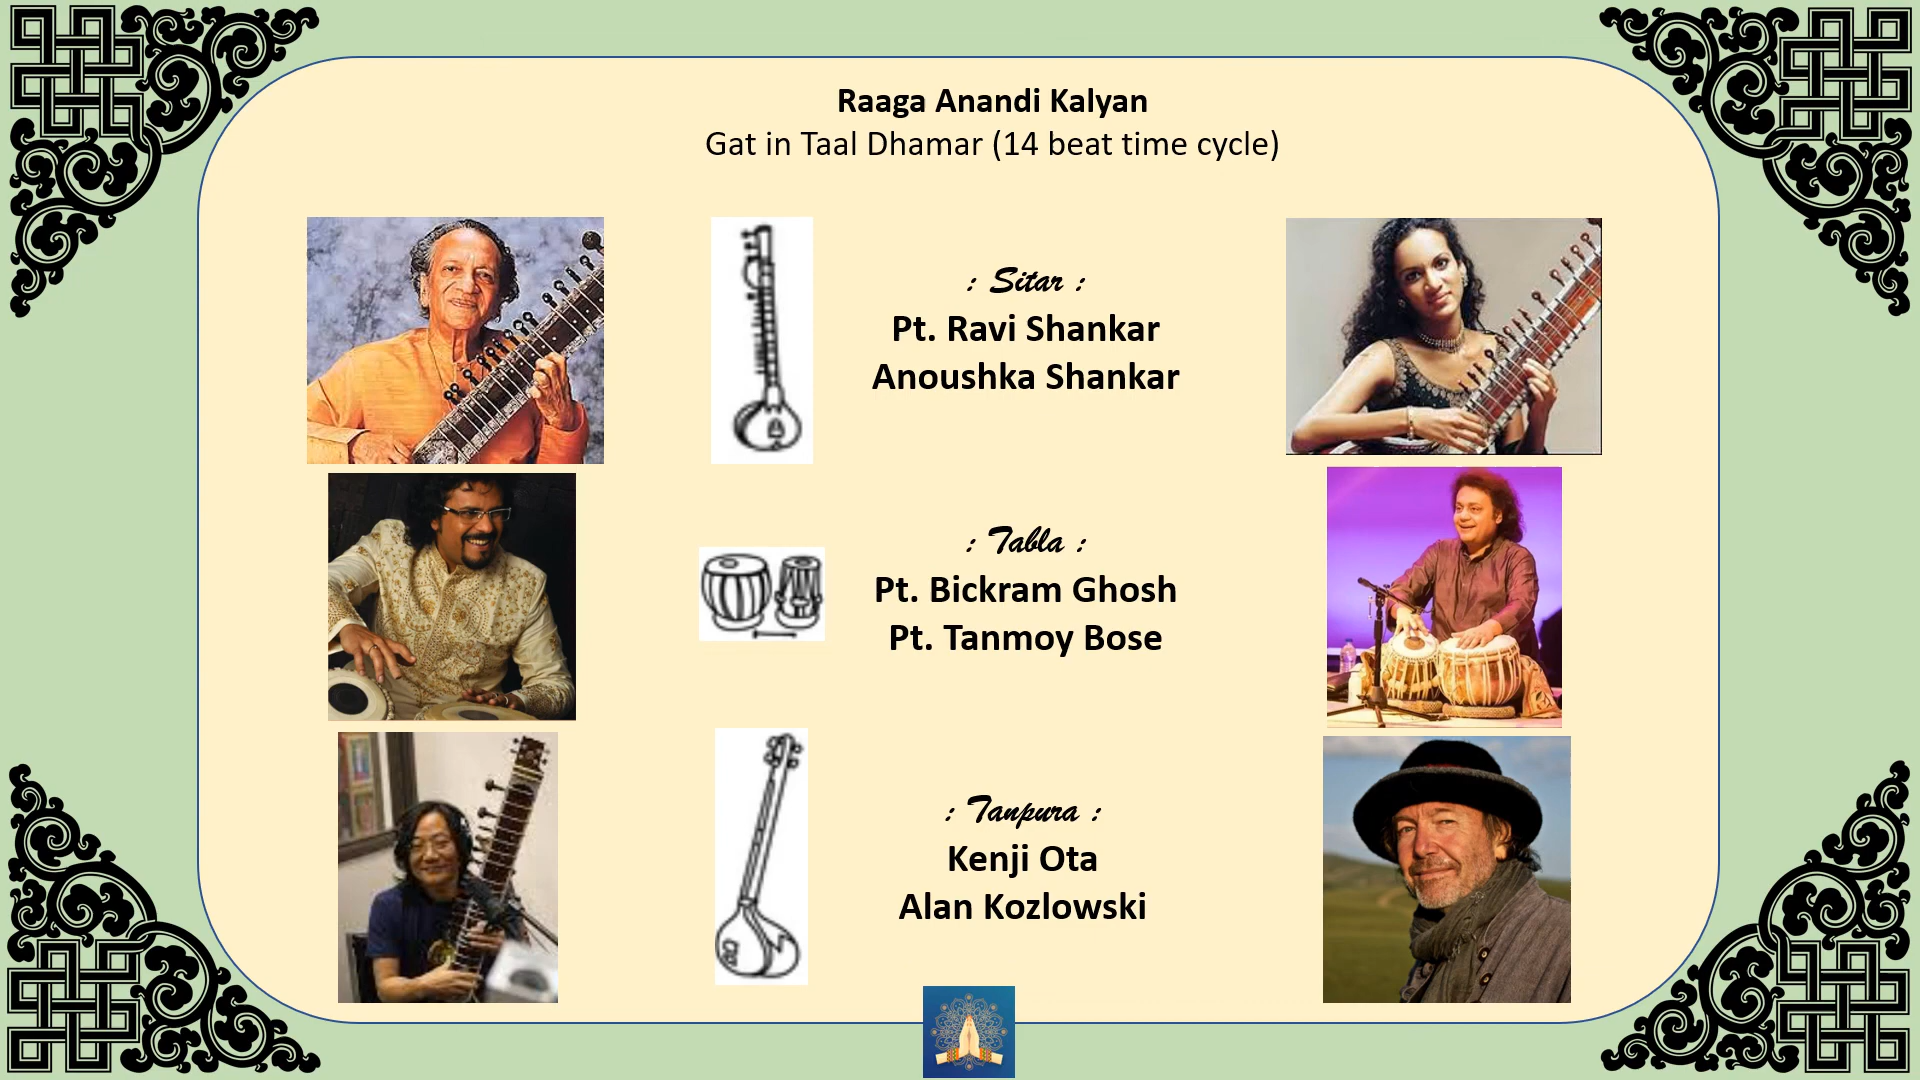 Raaga Anandi Kalyan
Gat in Taal Dhamar (14 beat time cycle)
: Sitar :
Pt. Ravi Shankar
Anoushka Shankar
: Tabla :
Pt. Bickram Ghosh
Pt. Tanmoy Bose
: Tanpura :
Kenji Ota
Alan Kozlowski